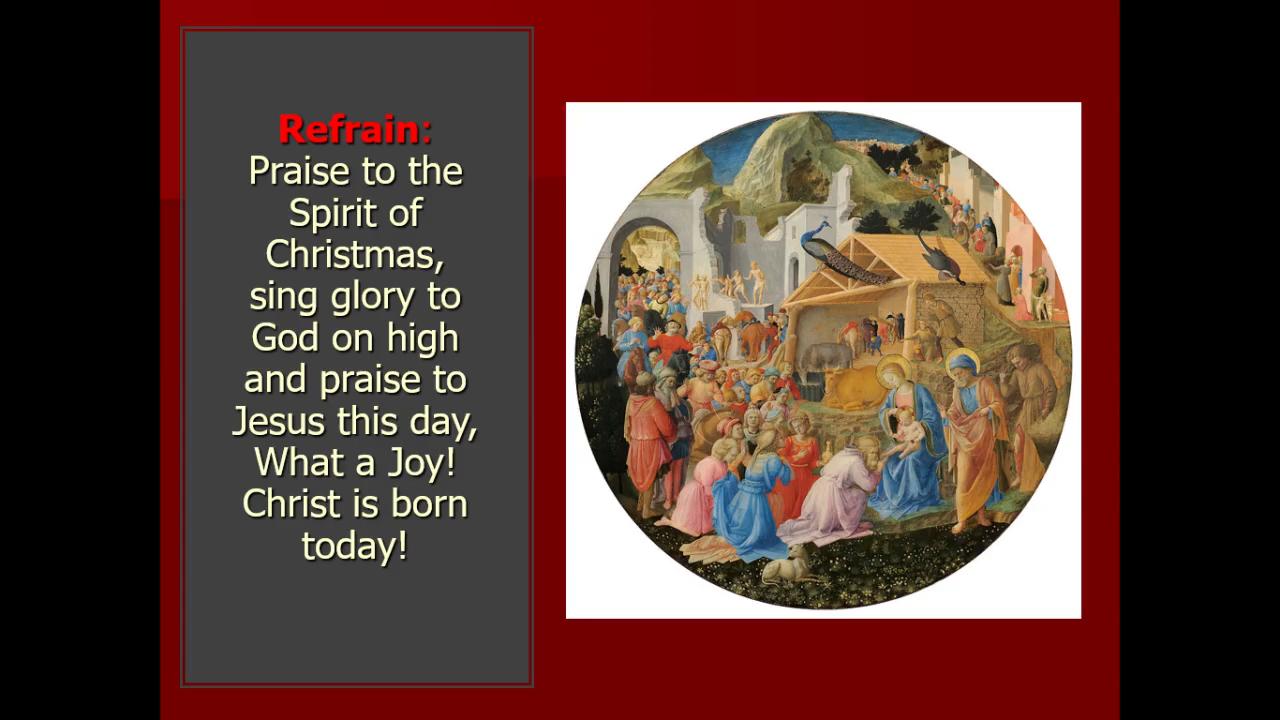 Refrain:
Praise to the
Spirit of
Christmas,
sing glory to
God on high
and praise to
Jesus this day,
What a Joy!
Christ is born
today!